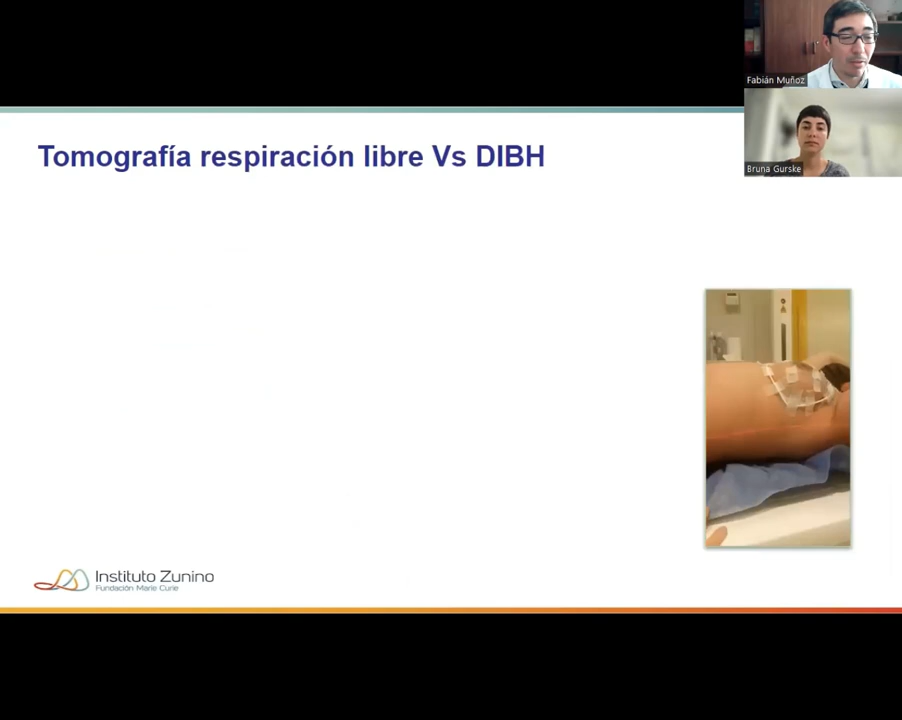 Fabián Muñoz
Bruna Gurske
Tomografía respiración libre Vs DIBH
Instituto Zunino
Fundación Marie Curie